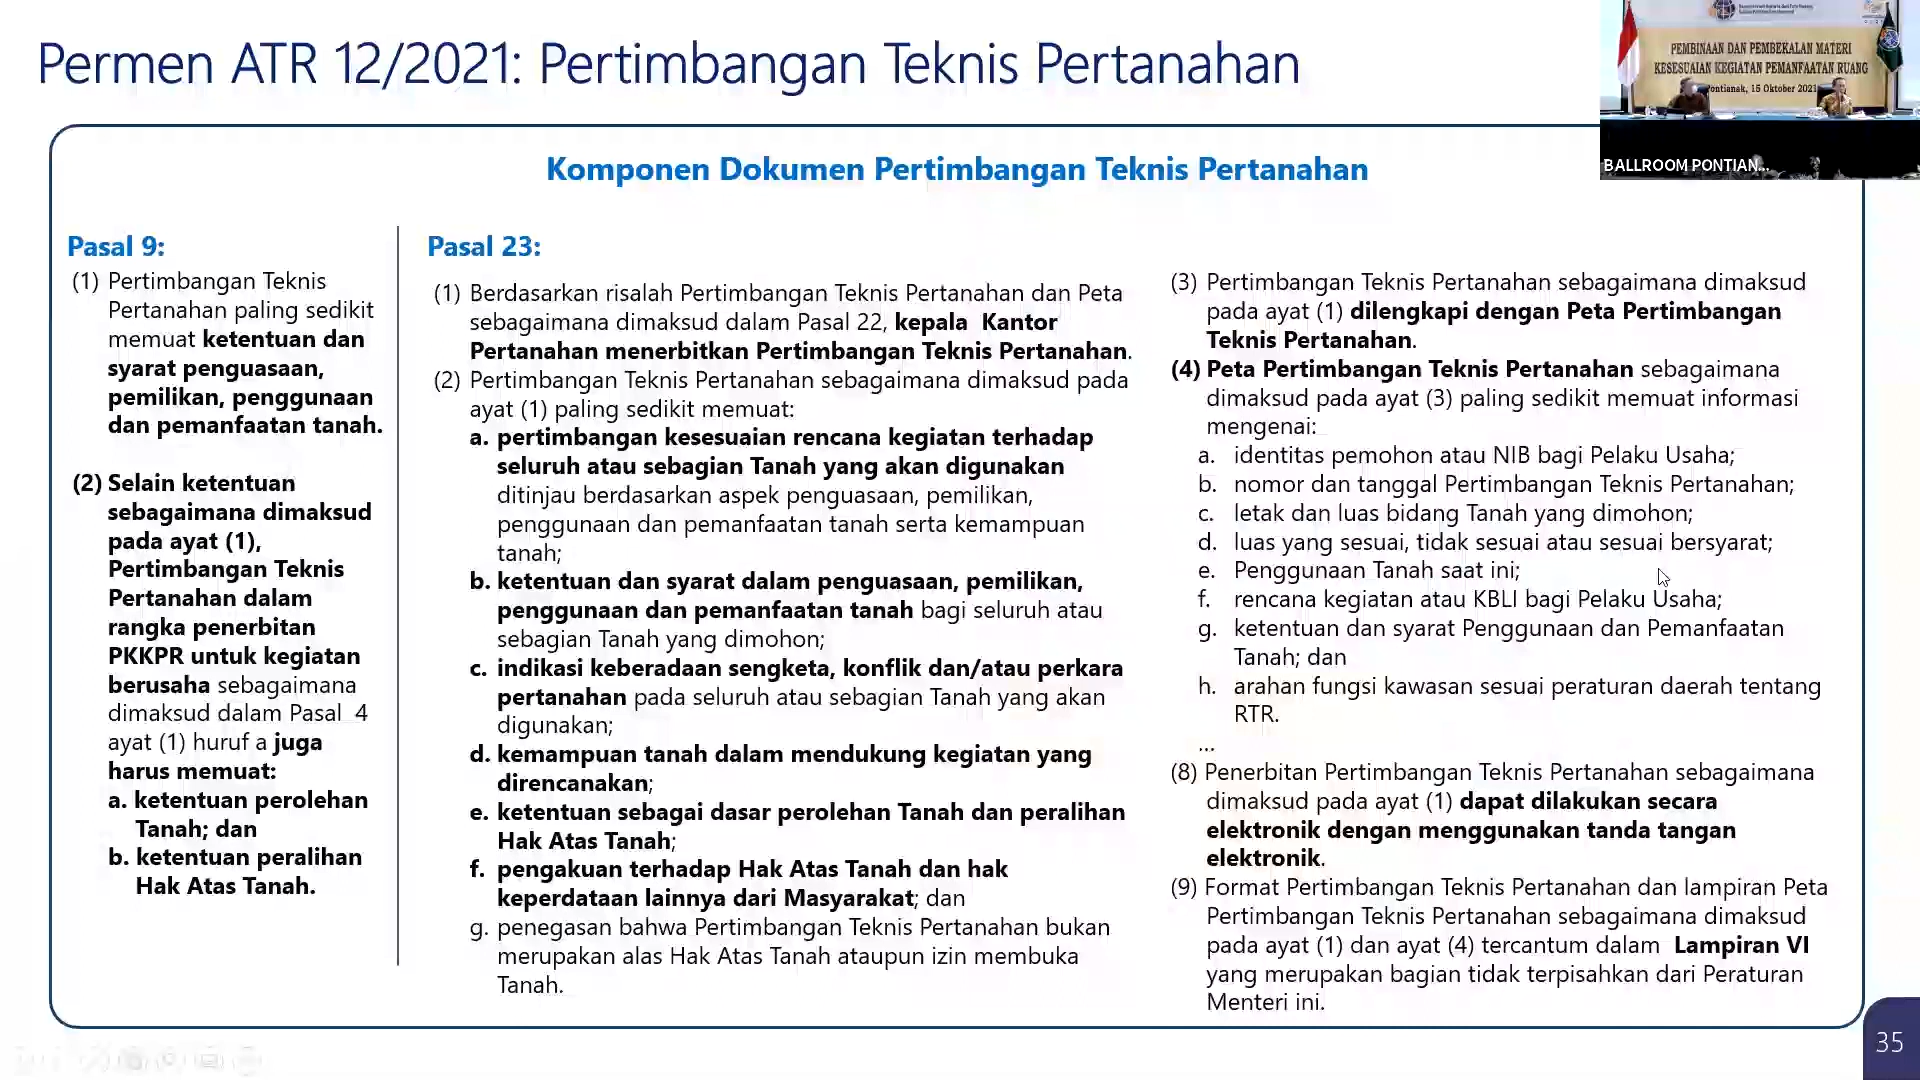 Permen ATR 12/2021: Pertimbangan Teknis Pertanahan
PEMBINAAN DAN PEMBEKALAN MATERI
KESESUAIAN KEGIATAN PEMANFAATAN RUANG
Pontianak, 15 Oktober 2021
BALLROOM PONTIAN...
Komponen Dokumen Pertimbangan Teknis Pertanahan
Pasal 9:
(1) Pertimbangan Teknis
Pertanahan paling sedikit
memuat ketentuan dan
syarat penguasaan,
pemilikan, penggunaan
dan pemanfaatan tanah.
(2) Selain ketentuan
sebagaimana dimaksud
pada ayat (1),
Pertimbangan Teknis
Pertanahan dalam
rangka penerbitan
PKKPR untuk kegiatan
berusaha sebagaimana
dimaksud dalam Pasal 4
ayat (1) huruf a juga
harus memuat:
a. ketentuan perolehan
Tanah; dan
b. ketentuan peralihan
Hak Atas Tanah.
Pasal 23:
(1) Berdasarkan risalah Pertimbangan Teknis Pertanahan dan Peta
sebagaimana dimaksud dalam Pasal 22, kepala Kantor
Pertanahan menerbitkan Pertimbangan Teknis Pertanahan.
(2) Pertimbangan Teknis Pertanahan sebagaimana dimaksud pada
ayat (1) paling sedikit memuat:
a. pertimbangan kesesuaian rencana kegiatan terhadap
seluruh atau sebagian Tanah yang akan digunakan
ditinjau berdasarkan aspek penguasaan, pemilikan,
penggunaan dan pemanfaatan tanah serta kemampuan
tanah;
b. ketentuan dan syarat dalam penguasaan, pemilikan,
penggunaan dan pemanfaatan tanah bagi seluruh atau
sebagian Tanah yang dimohon;
c. indikasi keberadaan sengketa, konflik dan/atau perkara
pertanahan pada seluruh atau sebagian Tanah yang akan
digunakan;
d. kemampuan tanah dalam mendukung kegiatan yang
direncanakan;
e. ketentuan sebagai dasar perolehan Tanah dan peralihan
Hak Atas Tanah;
f. pengakuan terhadap Hak Atas Tanah dan hak
keperdataan lainnya dari Masyarakat; dan
g. penegasan bahwa Pertimbangan Teknis Pertanahan bukan
merupakan alas Hak Atas Tanah ataupun izin membuka
Tanah.
(3) Pertimbangan Teknis Pertanahan sebagaimana dimaksud
pada ayat (1) dilengkapi dengan Peta Pertimbangan
Teknis Pertanahan.
(4) Peta Pertimbangan Teknis Pertanahan sebagaimana
dimaksud pada ayat (3) paling sedikit memuat informasi
mengenai:
a. identitas pemohon atau NIB bagi Pelaku Usaha;
b. nomor dan tanggal Pertimbangan Teknis Pertanahan;
c. letak dan luas bidang Tanah yang dimohon;
d. luas yang sesuai, tidak sesuai atau sesuai bersyarat;
e. Penggunaan Tanah saat ini;
f. rencana kegiatan atau KBLI bagi Pelaku Usaha;
g. ketentuan dan syarat Penggunaan dan Pemanfaatan
Tanah; dan
h. arahan fungsi kawasan sesuai peraturan daerah tentang
RTR.
...
(8) Penerbitan Pertimbangan Teknis Pertanahan sebagaimana
dimaksud pada ayat (1) dapat dilakukan secara
elektronik dengan menggunakan tanda tangan
elektronik.
(9) Format Pertimbangan Teknis Pertanahan dan lampiran Peta
Pertimbangan Teknis Pertanahan sebagaimana dimaksud
pada ayat (1) dan ayat (4) tercantum dalam Lampiran VI
yang merupakan bagian tidak terpisahkan dari Peraturan
Menteri ini.
35